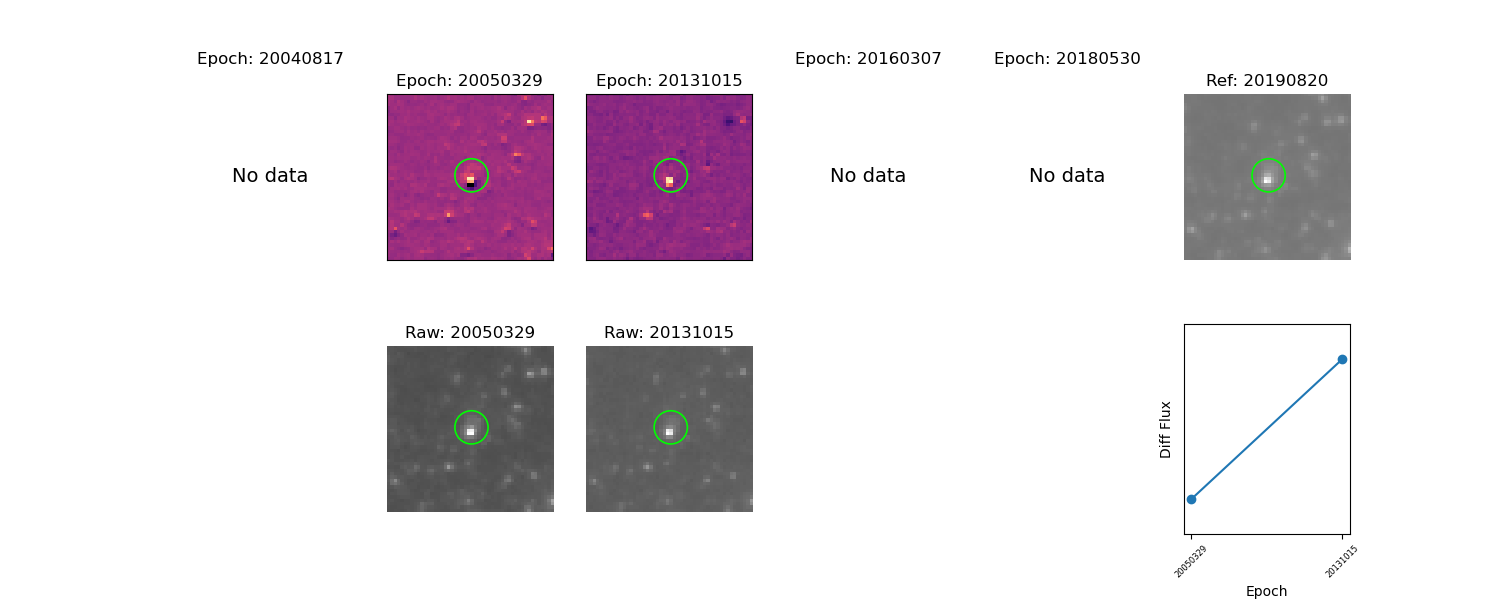 Epoch: 20040817
Epoch: 20160307
Epoch: 20180530
Epoch: 20050329
Epoch: 20131015
Ref: 20190820
No data
No data
No data
Raw: 20050329
Raw: 20131015
Diff Flux
20050329
20131015
Epoch